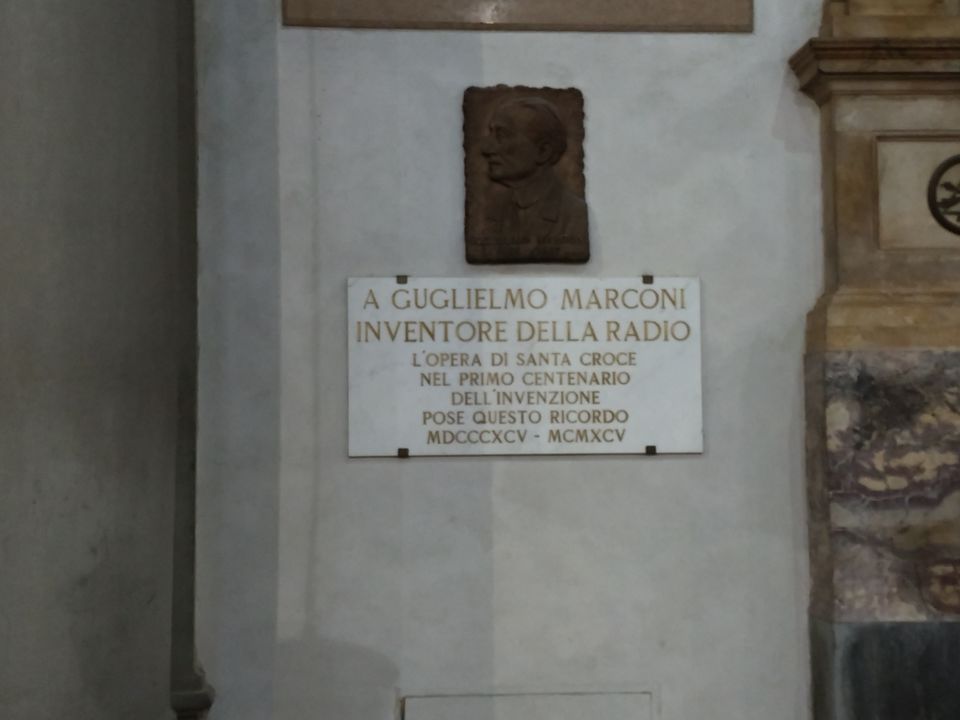 A GUGLIELMO MARCONI
INVENTORE DELLA RADIO
L'OPERA DI SANTA CROCE
NEL PRIMO CENTENARIO
DELL'INVENZIONE
POSE QUESTO RICORDO
MDCCCXCV - MCMXCV